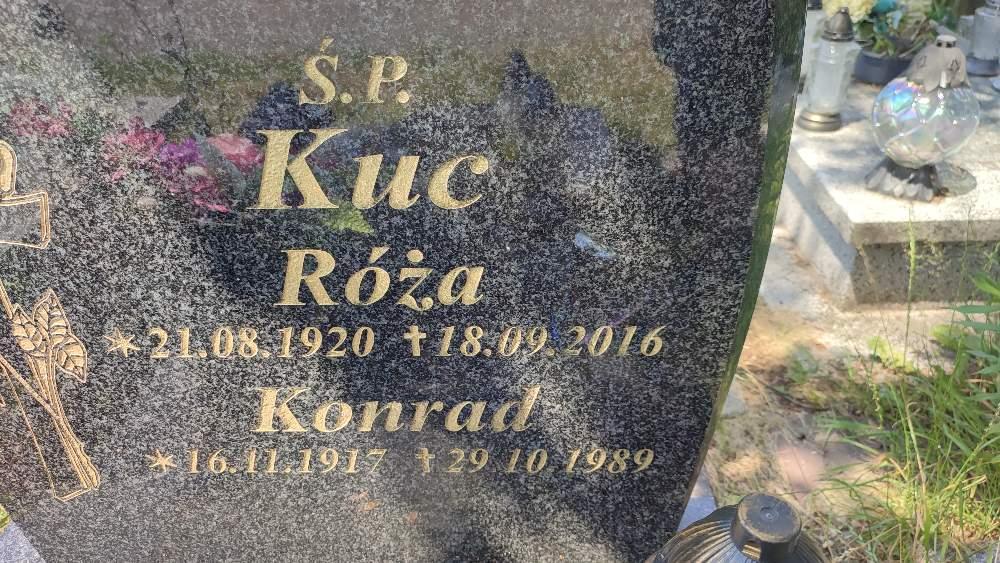 Ś.P.
Kuc
Róża
*21.08.1920 ✝18.09.2016
Konrad
*16.11.1917 ✝29.10.1989